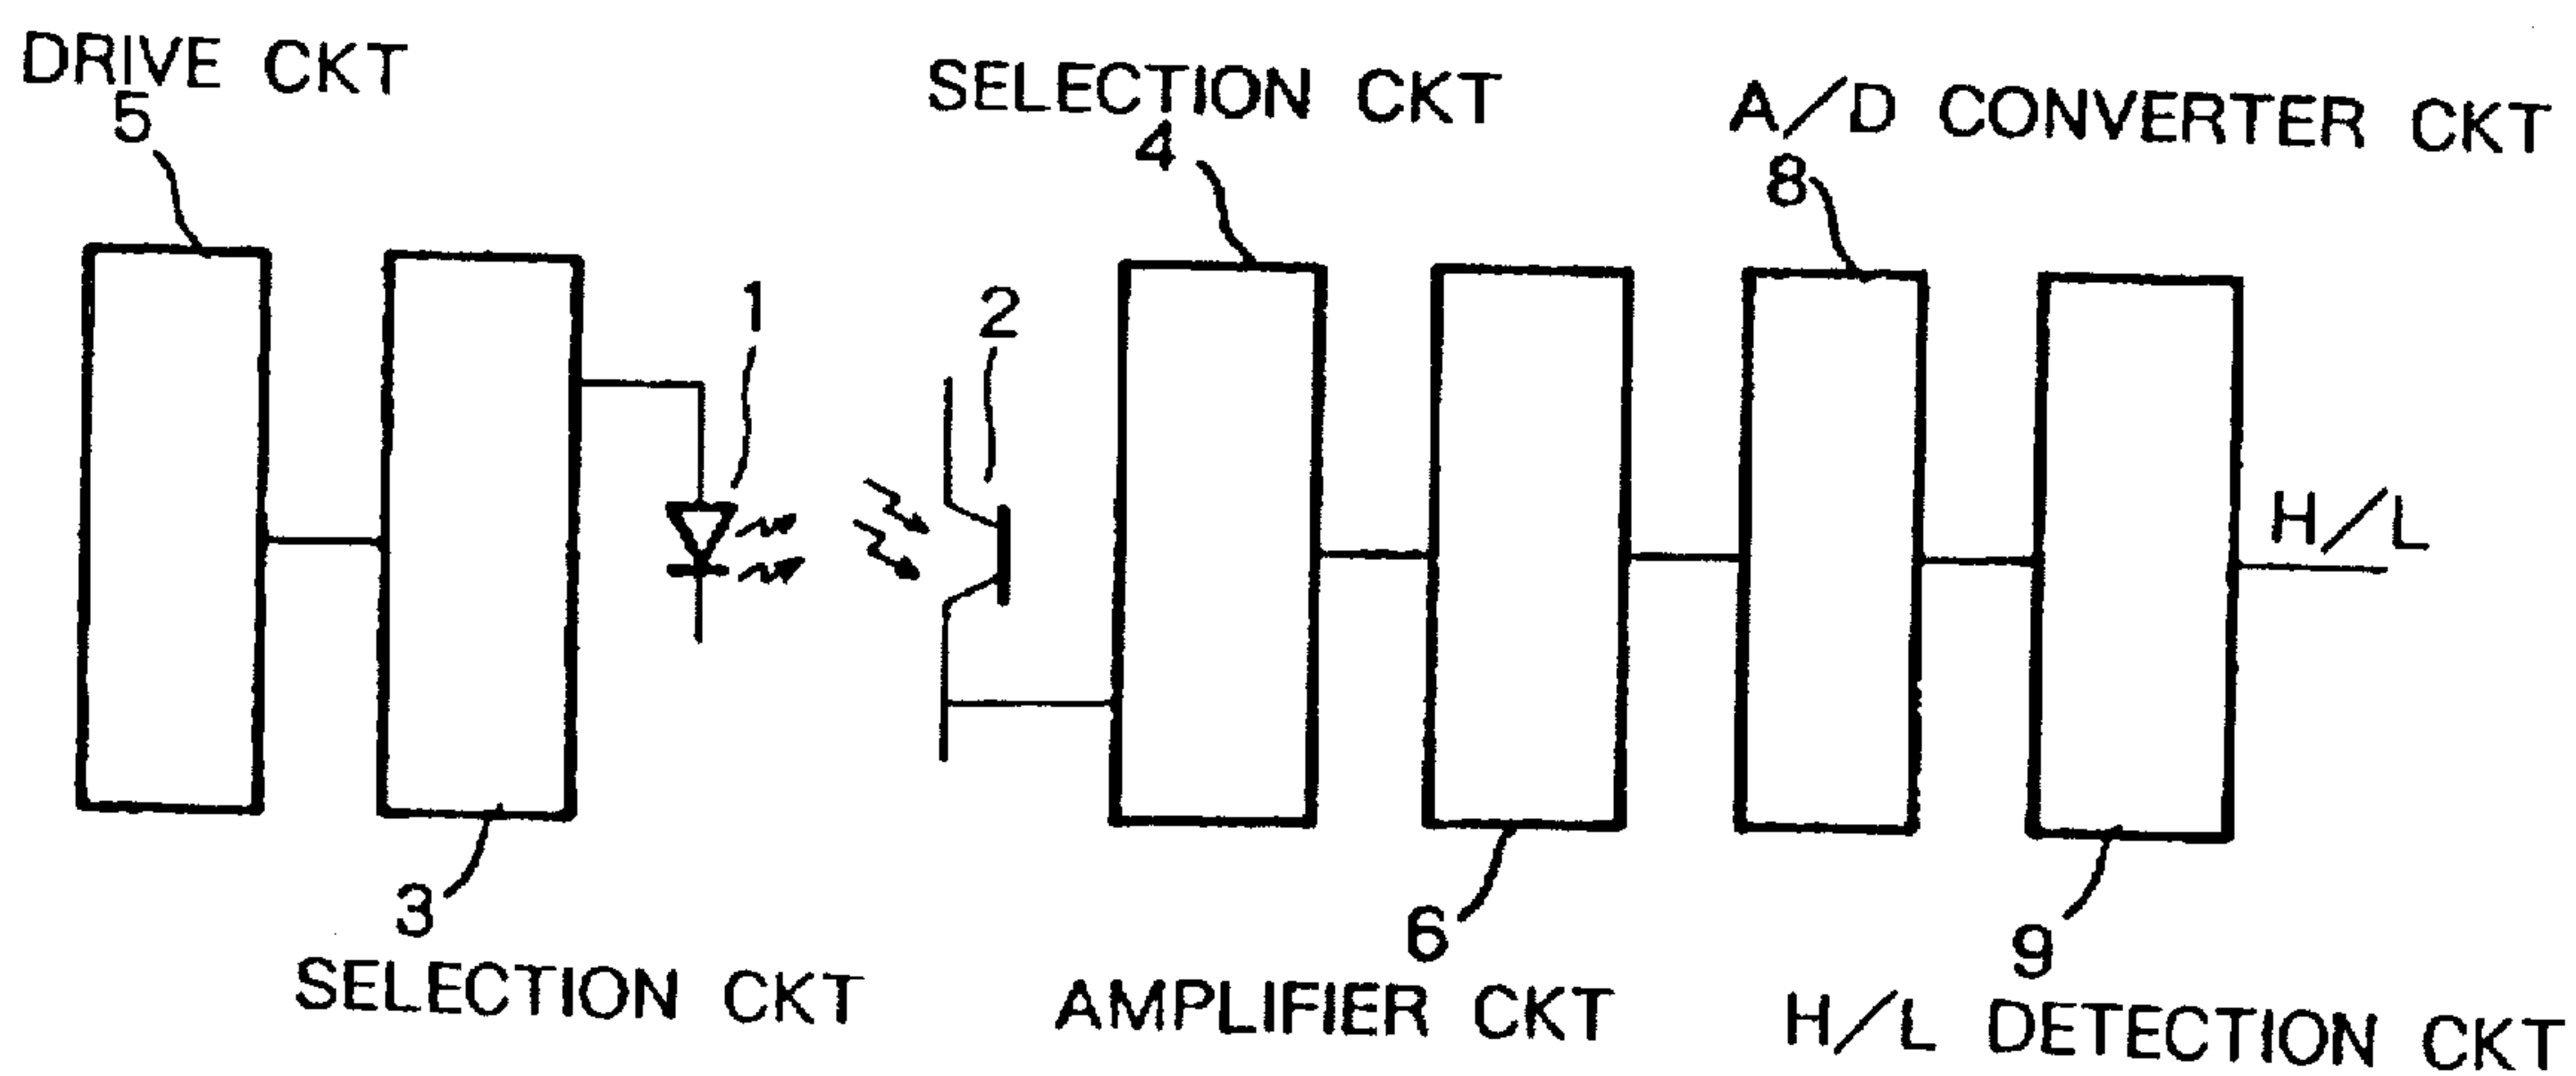 DRIVE CKT
5
SELECTION CKT
4
A/D CONVERTER CKT
8
1
2
H/L
3
SELECTION CKT
6
AMPLIFIER CKT
9
H/L DETECTION CKT